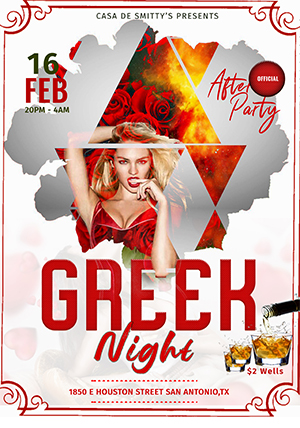 CASA DE SMITTY'S PRESENTS
16
FEB
20PM - 4AM
After
Party
OFFICIAL
GREEK
Night
$2 Wells
1850 E HOUSTON STREET SAN ANTONIO,TX